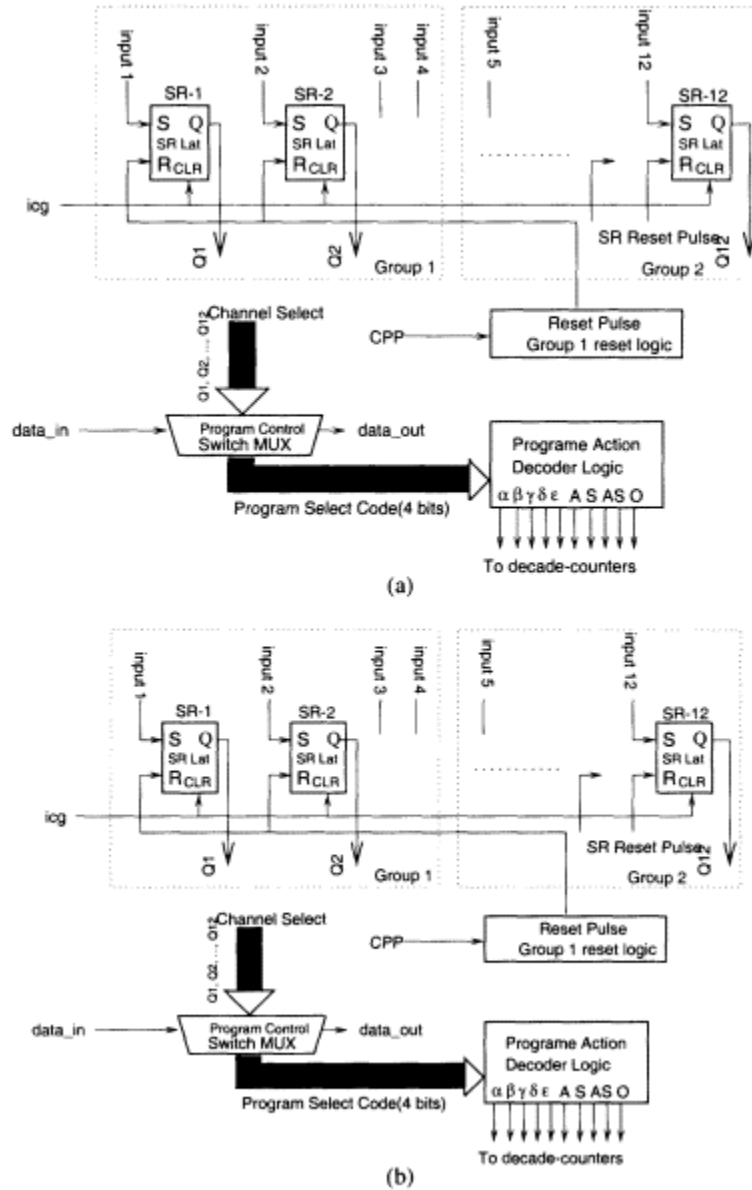 input 1
input 2
input 3
input 4
input 5
input 12
SR-1
SR-2
SR-12
S Q
SR Lat
R CLR
S Q
SR Lat
R CLR
S Q
SR Lat
R CLR
icg
Q1
Q2
SR Reset Pulse
Q12
Group 1
Group 2
Channel Select
Q1, Q2, .... Q12
CPP
Reset Pulse
Group 1 reset logic
data_in
Program Control
Switch MUX
data_out
Programe Action
Decoder Logic
α β γ δ ε A S AS O
Program Select Code(4 bits)
To decade-counters
(a)
input 1
input 2
input 3
input 4
input 5
input 12
SR-1
SR-2
SR-12
S Q
SR Lat
R CLR
S Q
SR Lat
R CLR
S Q
SR Lat
R CLR
icg
Q1
Q2
SR Reset Pulse
Q12
Group 1
Group 2
Channel Select
Q1, Q2, .... Q12
CPP
Reset Pulse
Group 1 reset logic
data_in
Program Control
Switch MUX
data_out
Programe Action
Decoder Logic
α β γ δ ε A S AS O
Program Select Code(4 bits)
To decade-counters
(b)